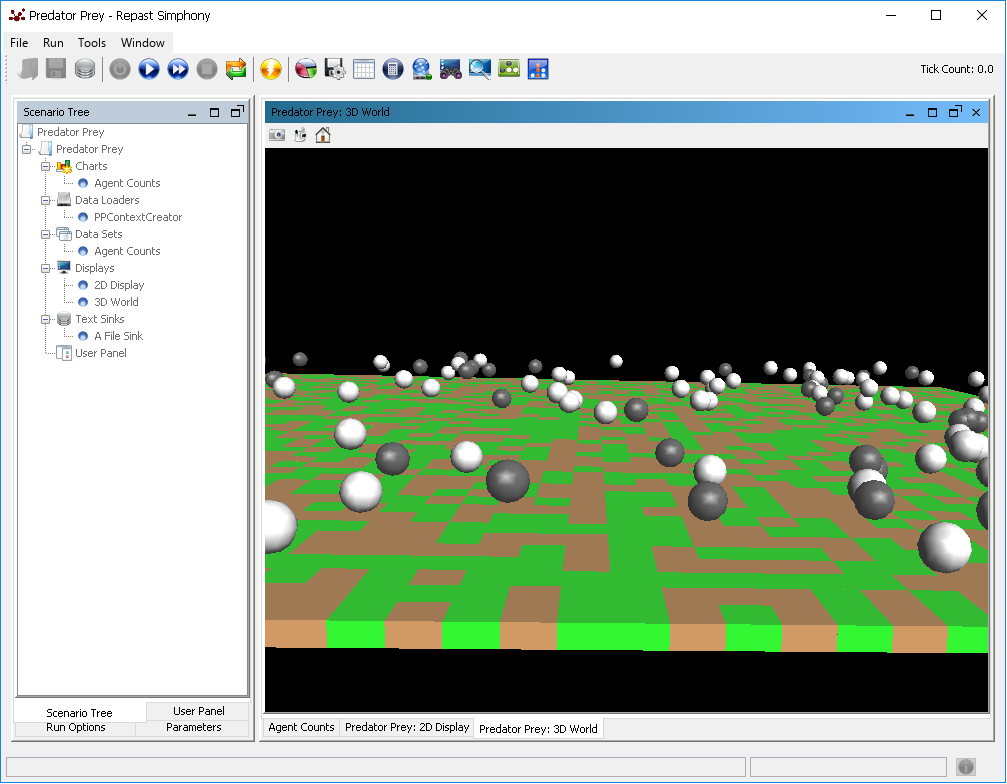 Predator Prey - Repast Simphony
File Run Tools Window
Tick Count: 0.0
Scenario Tree
Predator Prey
Predator Prey
Charts
Agent Counts
Data Loaders
PPContextCreator
Data Sets
Agent Counts
Displays
2D Display
3D World
Text Sinks
A File Sink
User Panel
Scenario Tree User Panel
Run Options Parameters
Predator Prey: 3D World
Agent Counts Predator Prey: 2D Display Predator Prey: 3D World